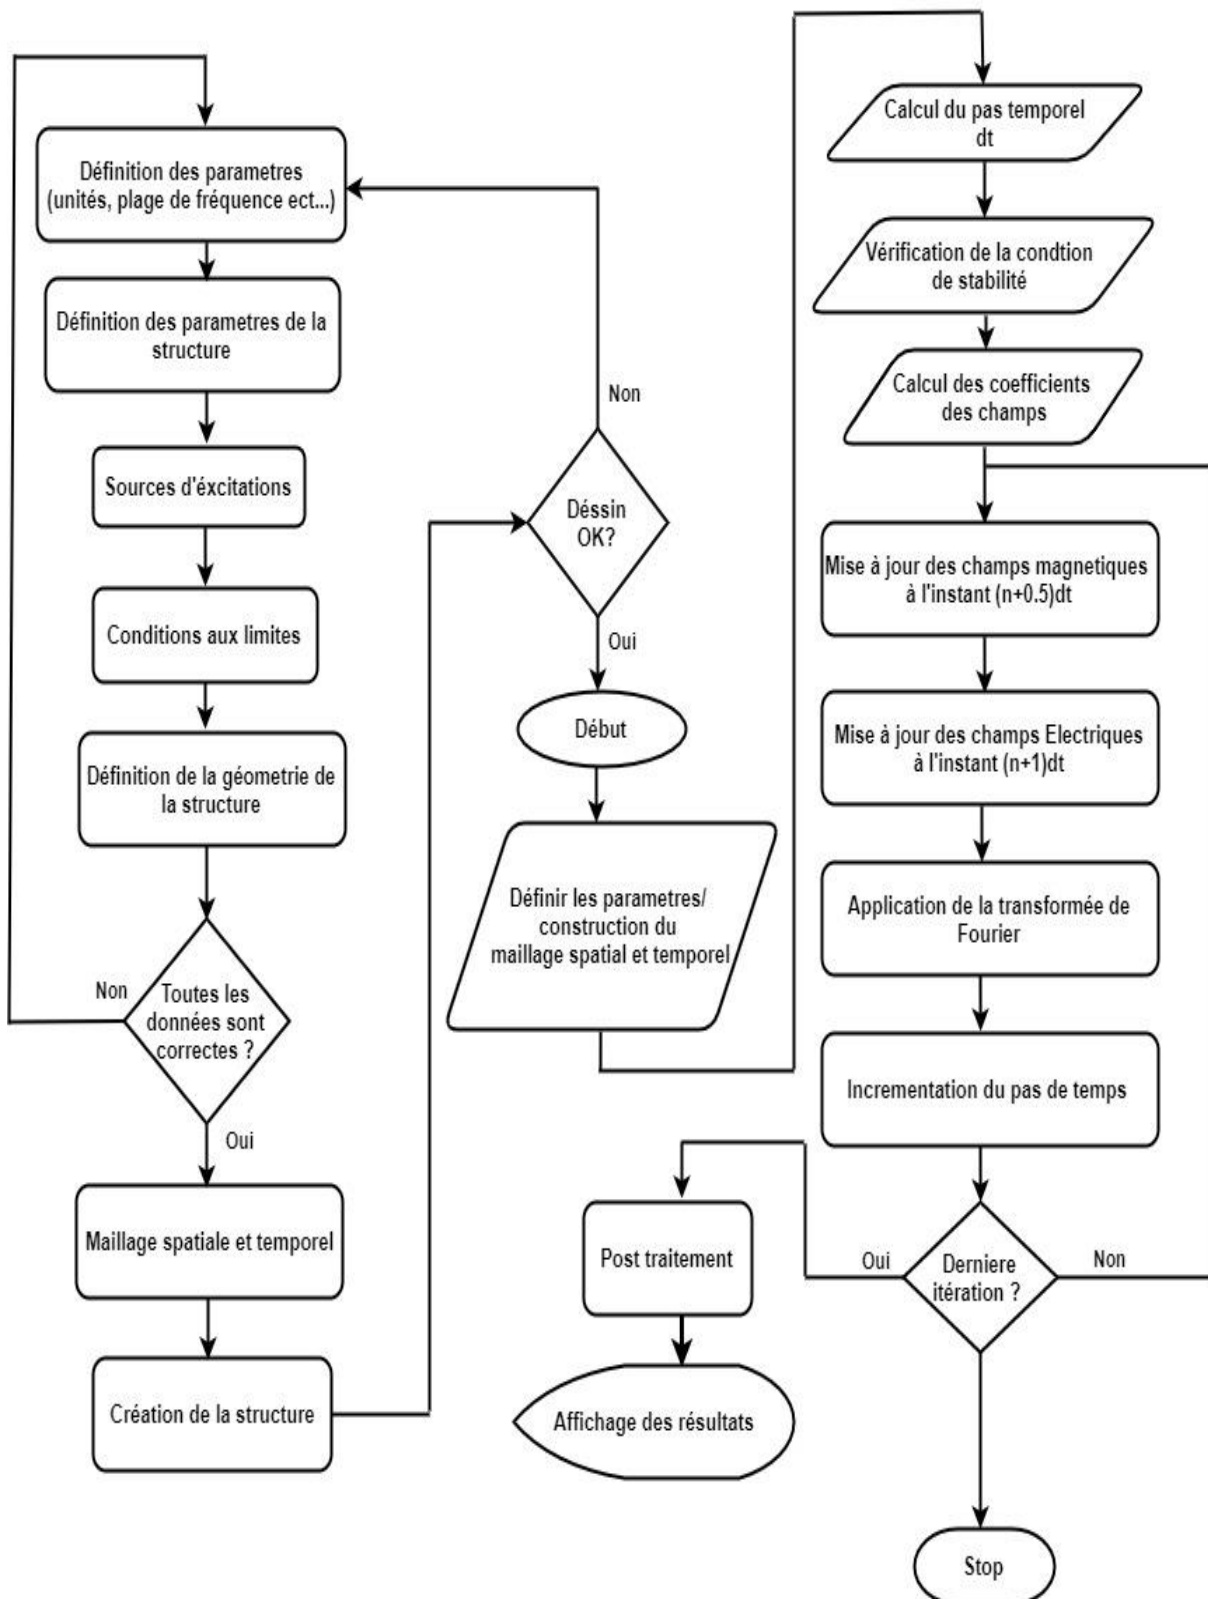 Définition des parametres
(unités, plage de fréquence ect...)
Définition des parametres de la
structure
Sources d'éxcitations
Conditions aux limites
Définition de la géometrie de
la structure
Non
Toutes les
données sont
correctes ?
Oui
Maillage spatiale et temporel
Création de la structure
Non
Déssin
OK?
Oui
Début
Définir les parametres/
construction du
maillage spatial et temporel
Calcul du pas temporel
dt
Vérification de la condtion
de stabilité
Calcul des coefficients
des champs
Mise à jour des champs magnetiques
à l'instant (n+0.5)dt
Mise à jour des champs Electriques
à l'instant (n+1)dt
Application de la transformée de
Fourier
Incrementation du pas de temps
Derniere
itération ?
Oui
Non
Post traitement
Affichage des résultats
Stop